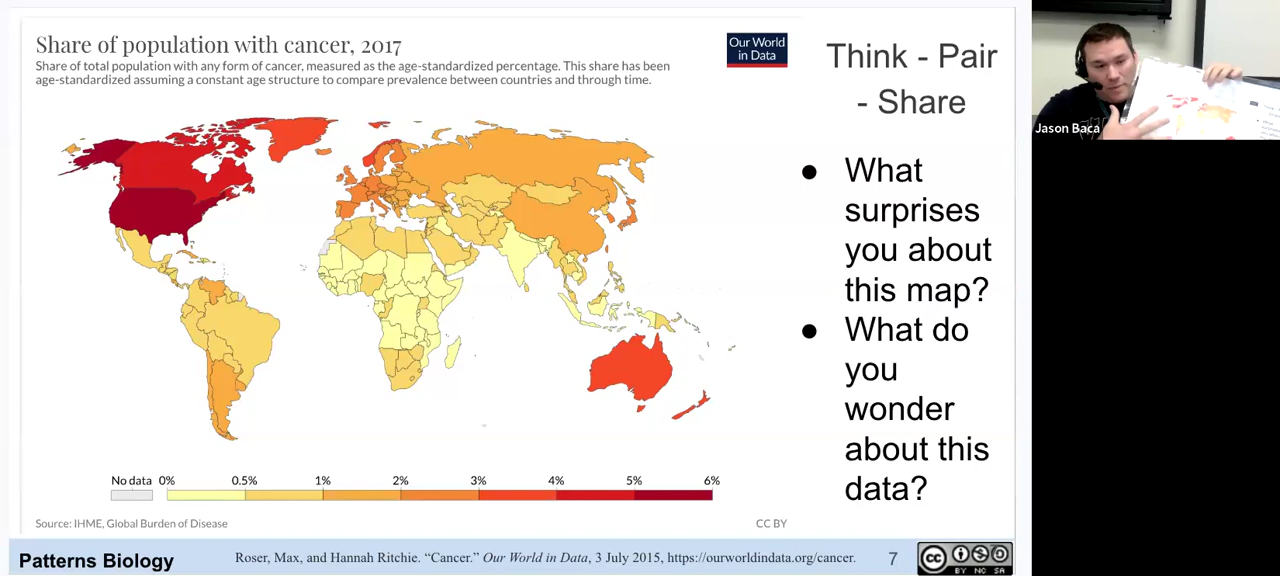 Share of population with cancer, 2017
Share of total population with any form of cancer, measured as the age-standardized percentage. This share has been
age-standardized assuming a constant age structure to compare prevalence between countries and through time.
Our World
in Data
Think - Pair
- Share
● What
surprises
you about
this map?
● What do
you
wonder
about this
data?
No data 0% 0.5% 1% 2% 3% 4% 5% 6%
Source: IHME, Global Burden of Disease
CC BY
Patterns Biology
Roser, Max, and Hannah Ritchie. “Cancer.” Our World in Data, 3 July 2015, https://ourworldindata.org/cancer.
7
cc
BY NC SA
Jason Baca